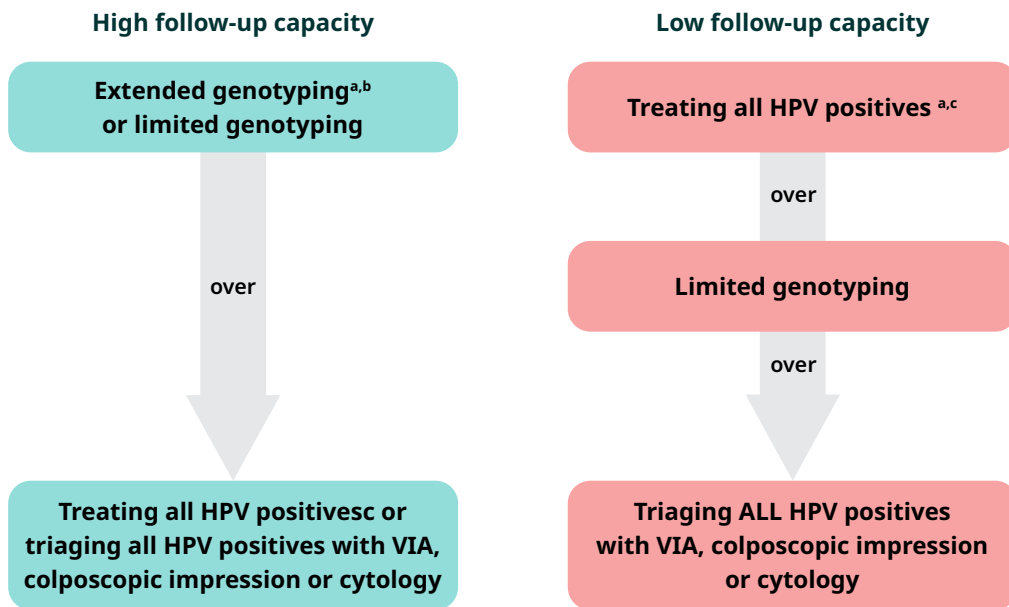 High follow-up capacity
Extended genotypingᵃ,ᵇ
or limited genotyping
over
Treating all HPV positivesc or
triaging all HPV positives with VIA,
colposcopic impression or cytology
Low follow-up capacity
Treating all HPV positives ᵃ,ᶜ
over
Limited genotyping
over
Triaging ALL HPV positives
with VIA, colposcopic impression
or cytology